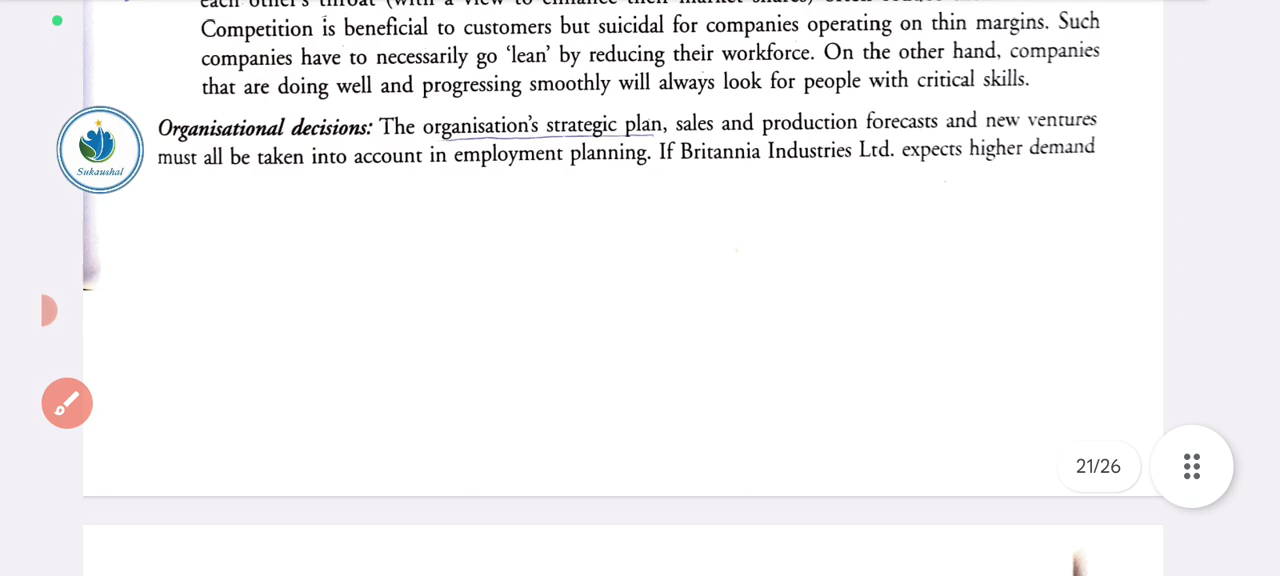 Competition is beneficial to customers but suicidal for companies operating on thin margins. Such
companies have to necessarily go ‘lean’ by reducing their workforce. On the other hand, companies
that are doing well and progressing smoothly will always look for people with critical skills.
Organisational decisions: The organisation's strategic plan, sales and production forecasts and new ventures
must all be taken into account in employment planning. If Britannia Industries Ltd. expects higher demand
Sukaushal
21/26